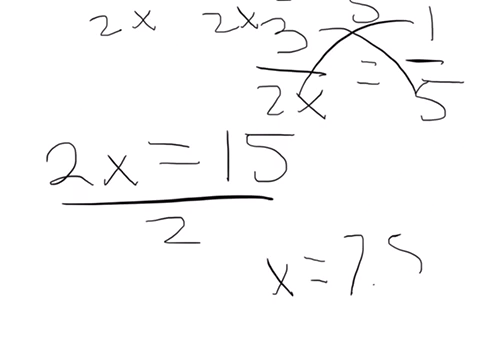 2x 2x 5
3/2x = 1/5
2x = 15
2
x = 7.5